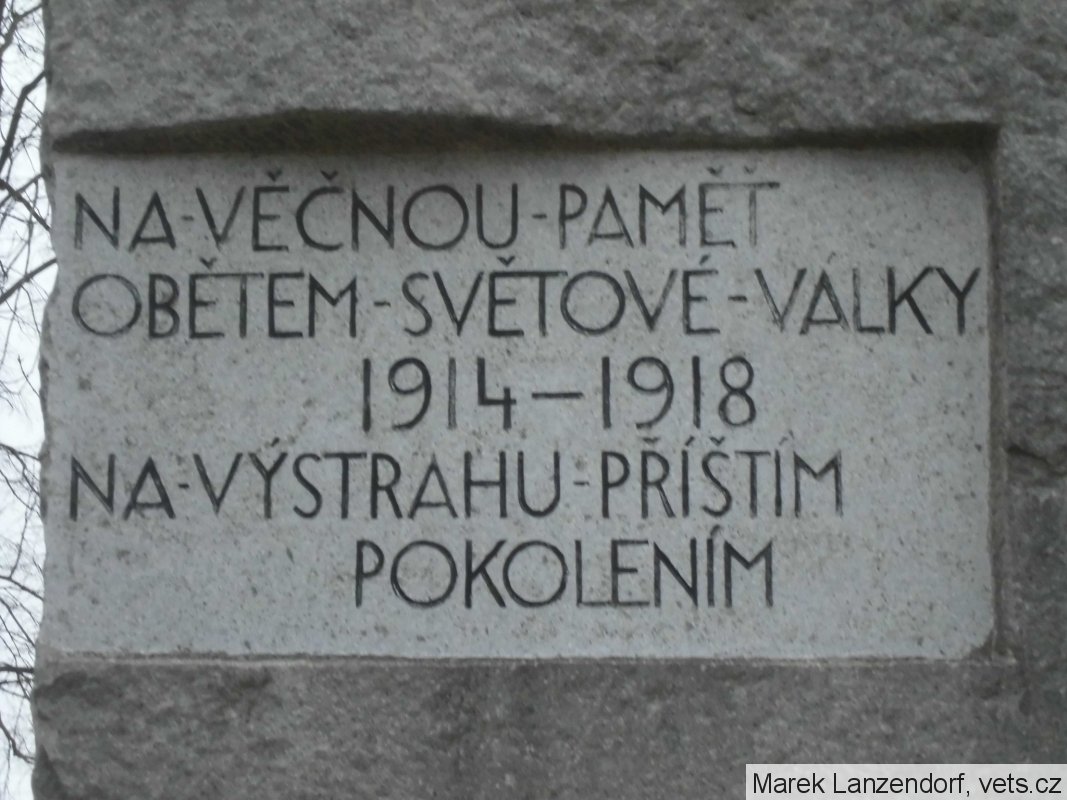 NA-VĚČNOU-PAMĚŤ
OBĚTEM-SVĚTOVÉ-VÁLKY
1914—1918
NA-VÝSTRAHU-PŘÍŠTÍM
POKOLENÍM
Marek Lanzendorf, vets.cz